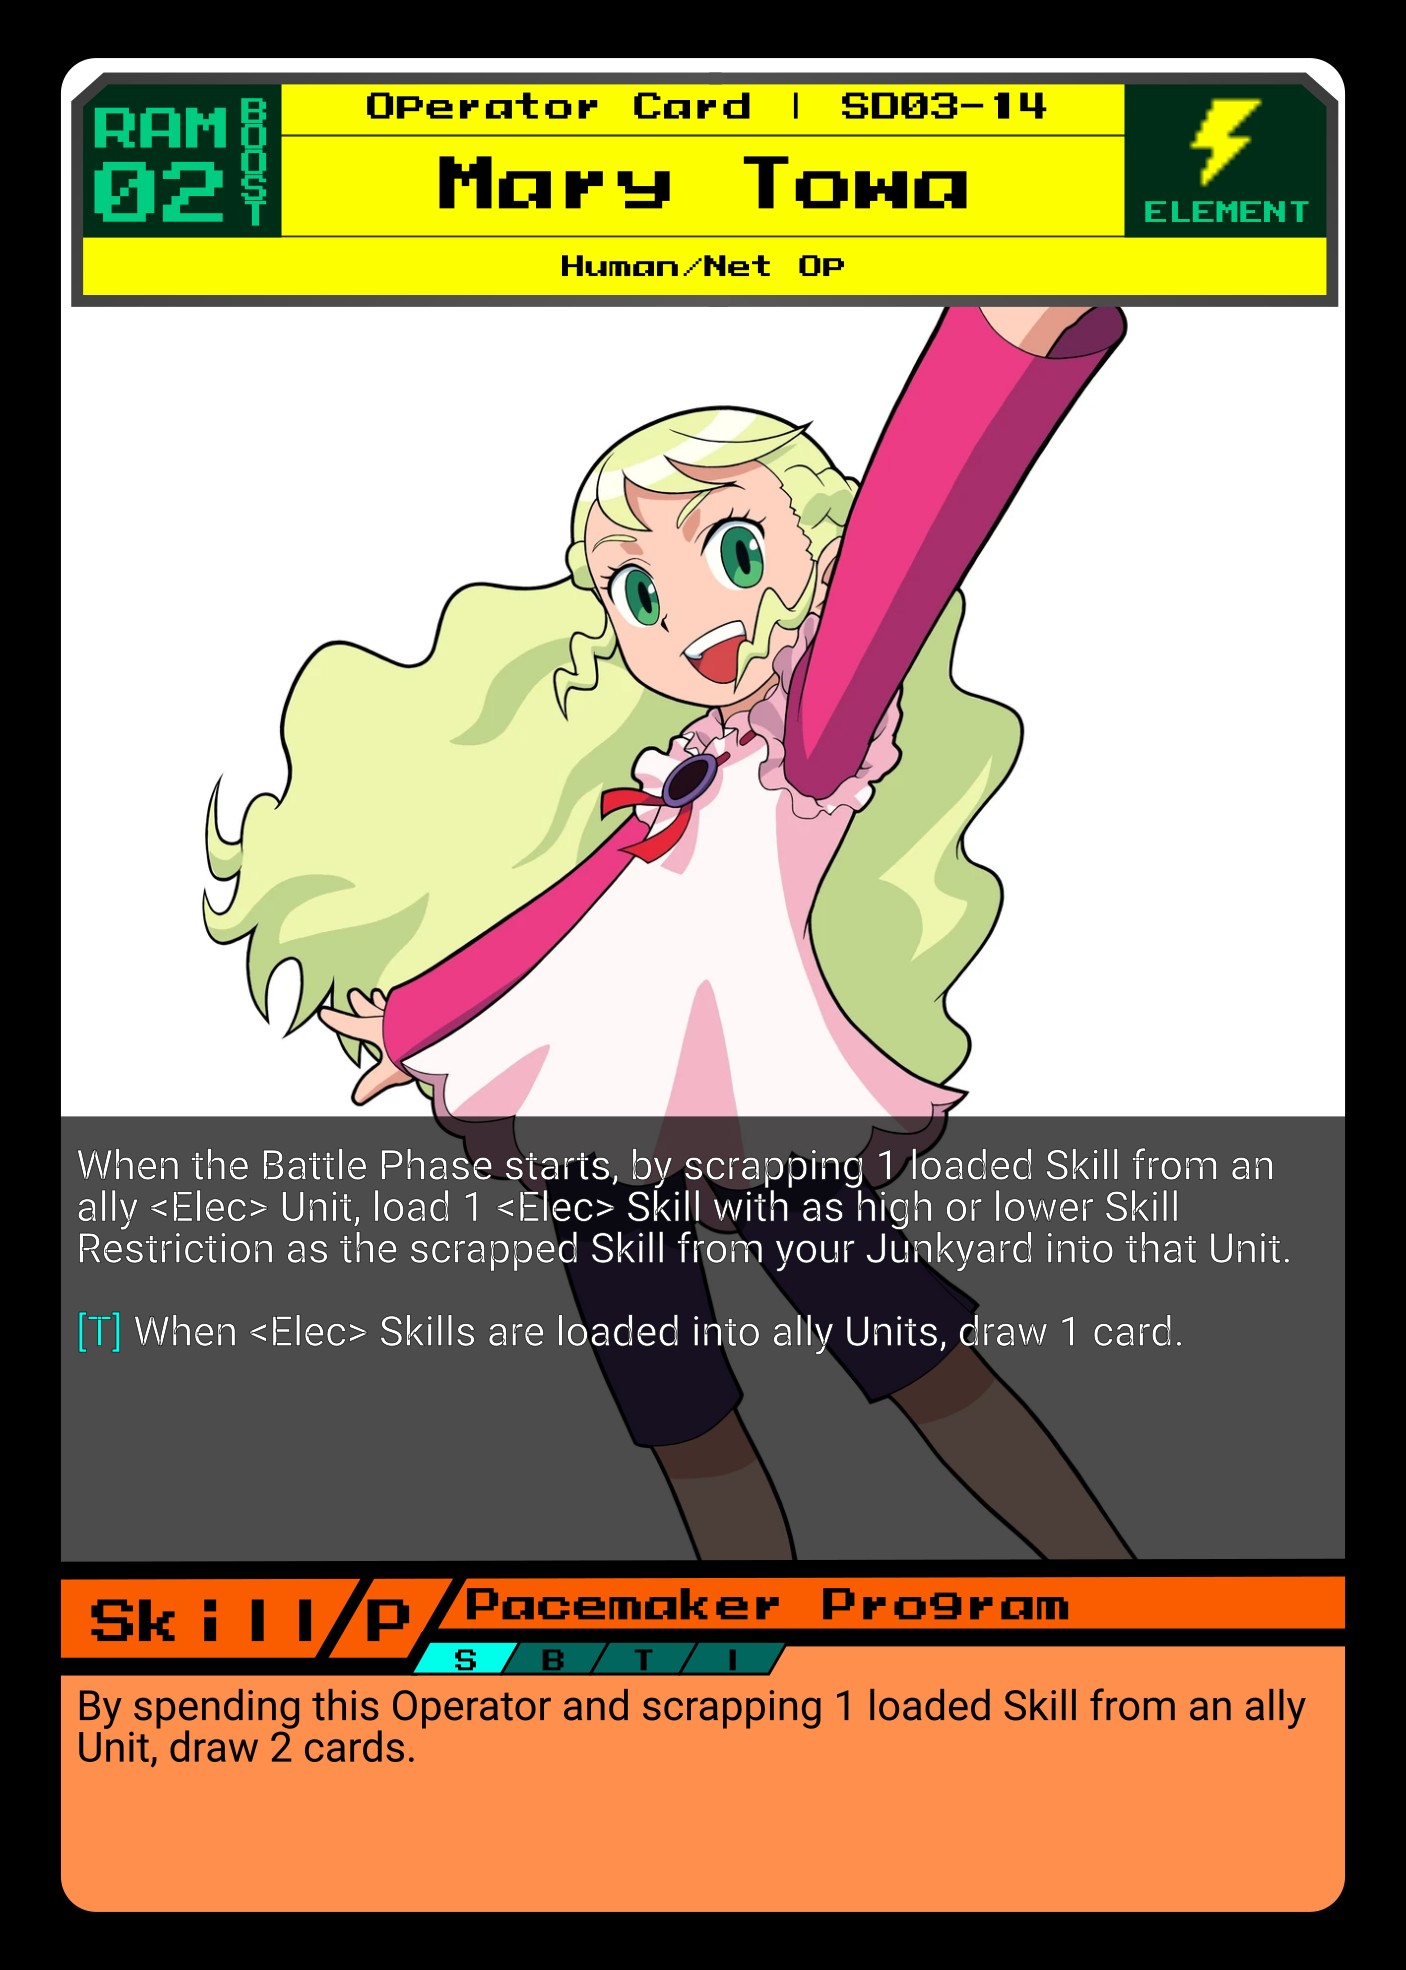 RAM
02
BOOST
Operator Card | SD03-14
Mary Towa
Human/Net Op
ELEMENT
When the Battle Phase starts, by scrapping 1 loaded Skill from an
ally <Elec> Unit, load 1 <Elec> Skill with as high or lower Skill
Restriction as the scrapped Skill from your Junkyard into that Unit.
[T] When <Elec> Skills are loaded into ally Units, draw 1 card.
Skill/P
Pacemaker Program
S B T I
By spending this Operator and scrapping 1 loaded Skill from an ally
Unit, draw 2 cards.